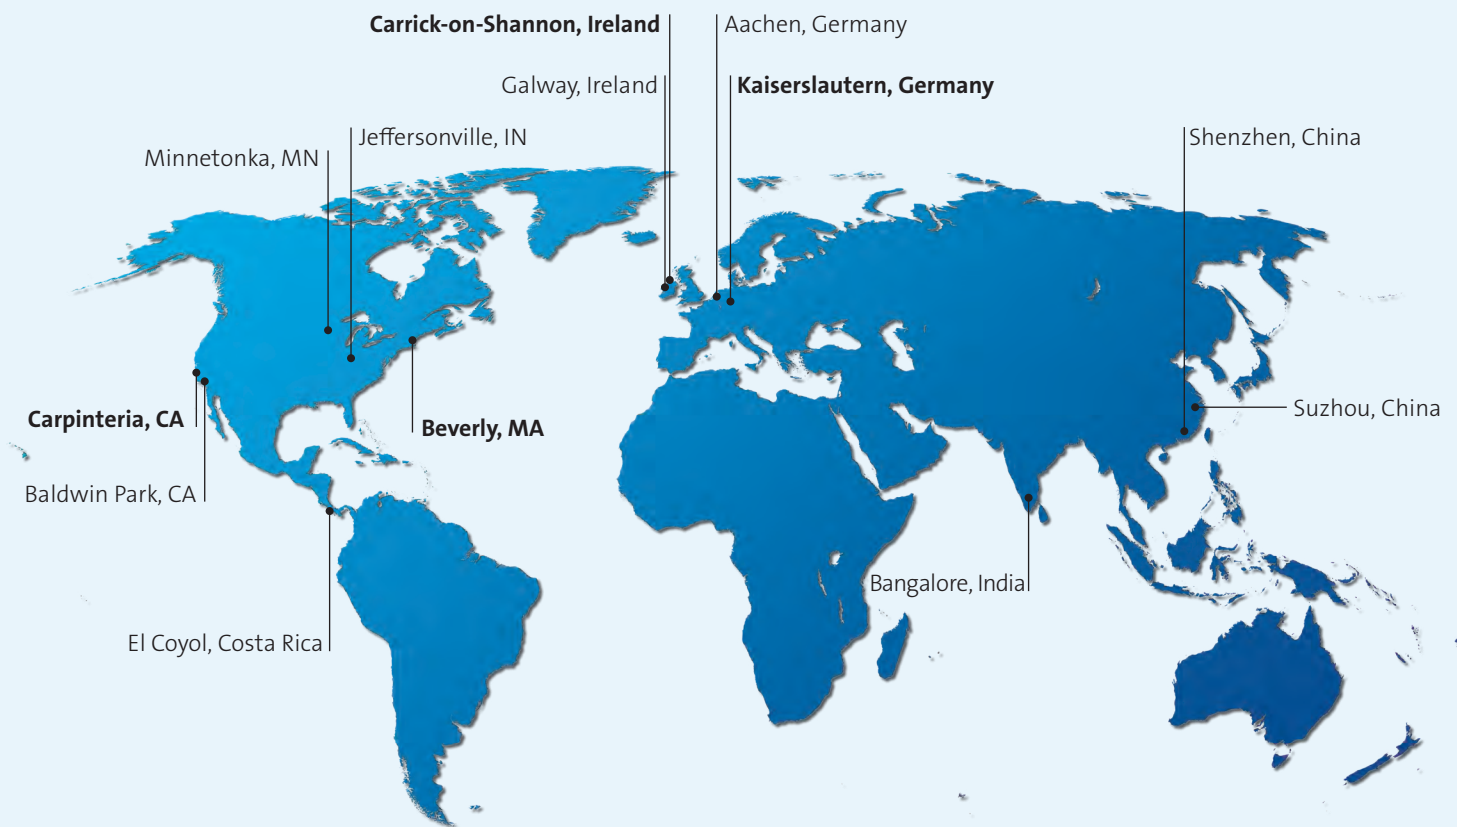 Carrick-on-Shannon, Ireland
Aachen, Germany
Galway, Ireland
Kaiserslautern, Germany
Jeffersonville, IN
Shenzhen, China
Minnetonka, MN
Suzhou, China
Carpinteria, CA
Beverly, MA
Baldwin Park, CA
Bangalore, India
El Coyol, Costa Rica